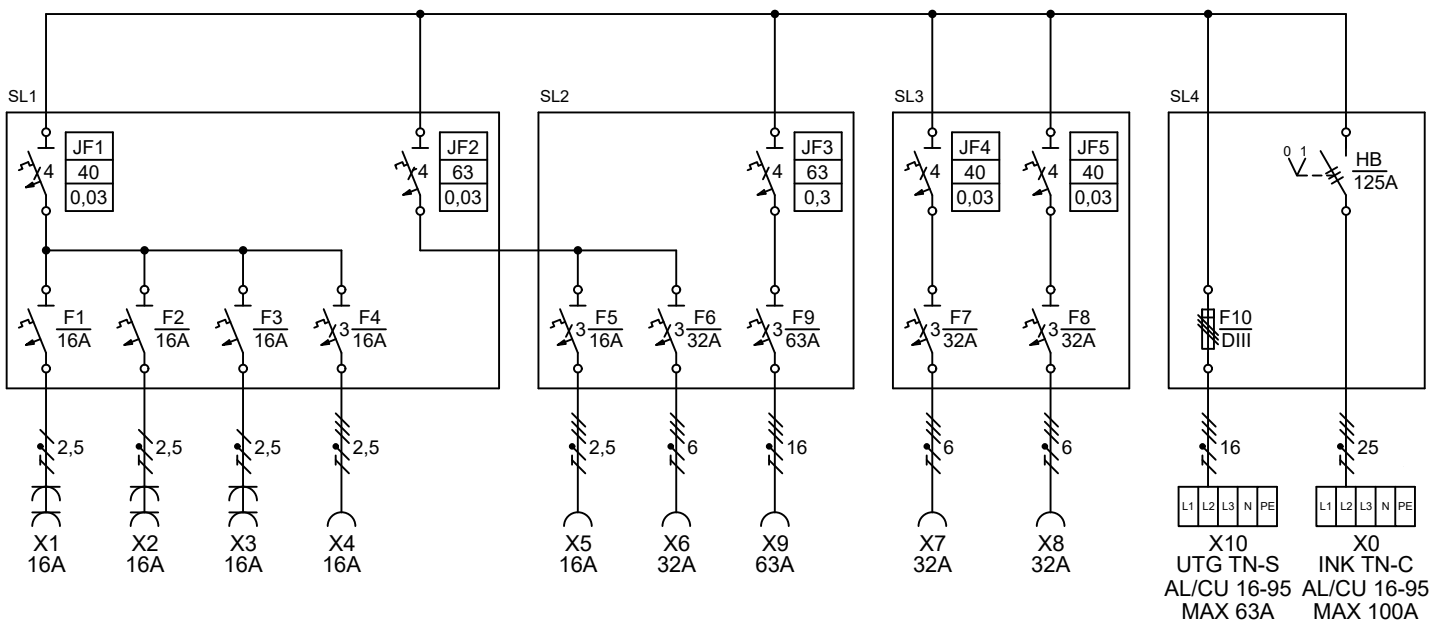 SL1
SL2
SL3
SL4
JF1
40
0,03
4
JF2
63
0,03
4
JF3
63
0,3
4
JF4
40
0,03
4
JF5
40
0,03
4
0 1
HB
125A
F1
16A
F2
16A
F3
16A
3 F4
16A
3 F5
16A
3 F6
32A
3 F9
63A
3 F7
32A
3 F8
32A
F10
DIII
2,5
2,5
2,5
2,5
2,5
6
16
6
6
16
25
L1 L2 L3 N PE
L1 L2 L3 N PE
X1
16A
X2
16A
X3
16A
X4
16A
X5
16A
X6
32A
X9
63A
X7
32A
X8
32A
X10
UTG TN-S
AL/CU 16-95
MAX 63A
X0
INK TN-C
AL/CU 16-95
MAX 100A